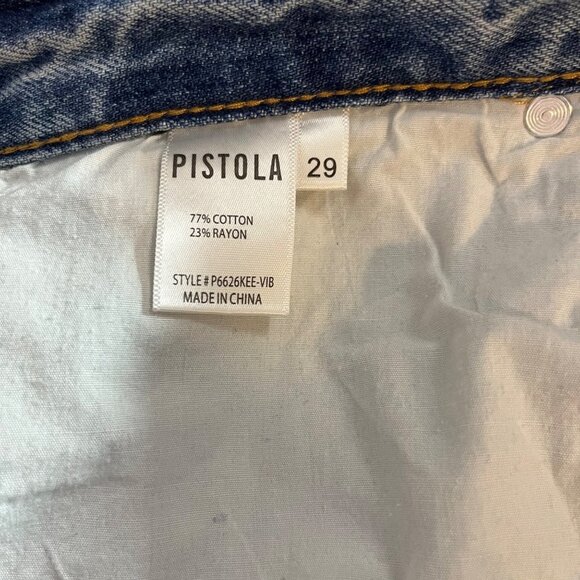 PISTOLA
29
77% COTTON
23% RAYON
STYLE # P6626KEE-VIB
MADE IN CHINA